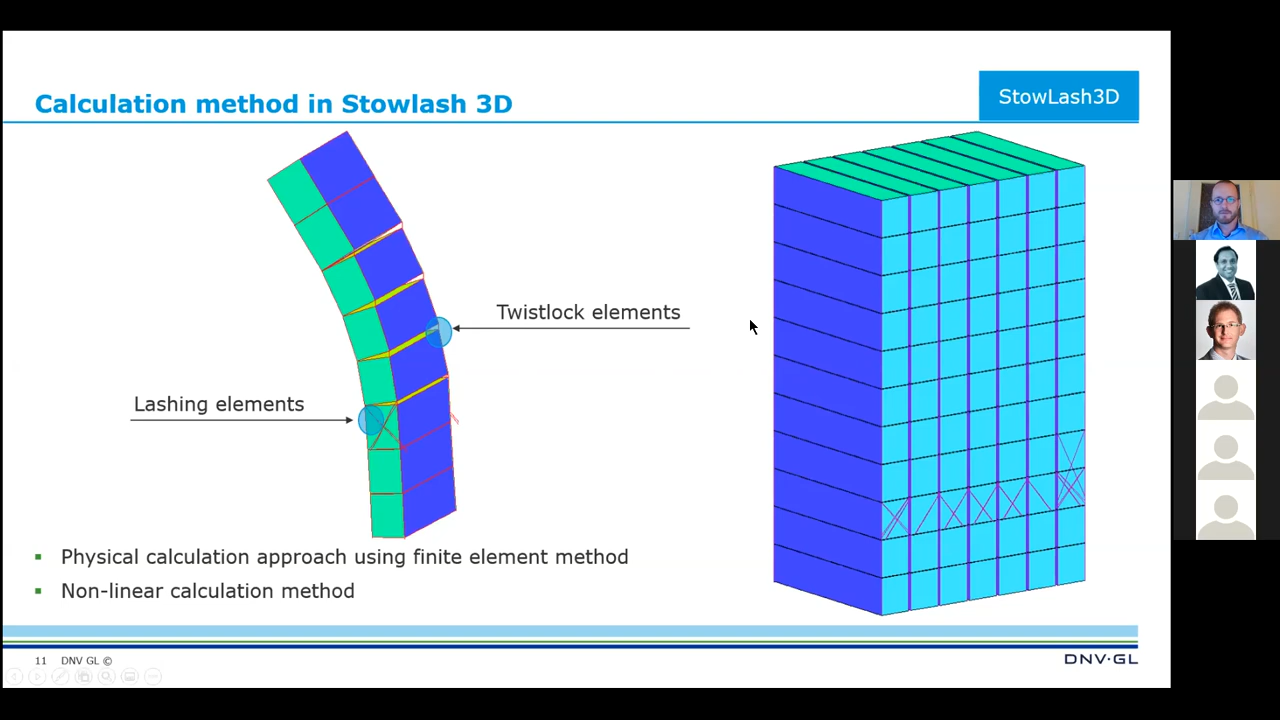 Calculation method in Stowlash 3D
StowLash3D
Twistlock elements
Lashing elements
Physical calculation approach using finite element method
Non-linear calculation method
11 DNV GL ©
DNV·GL